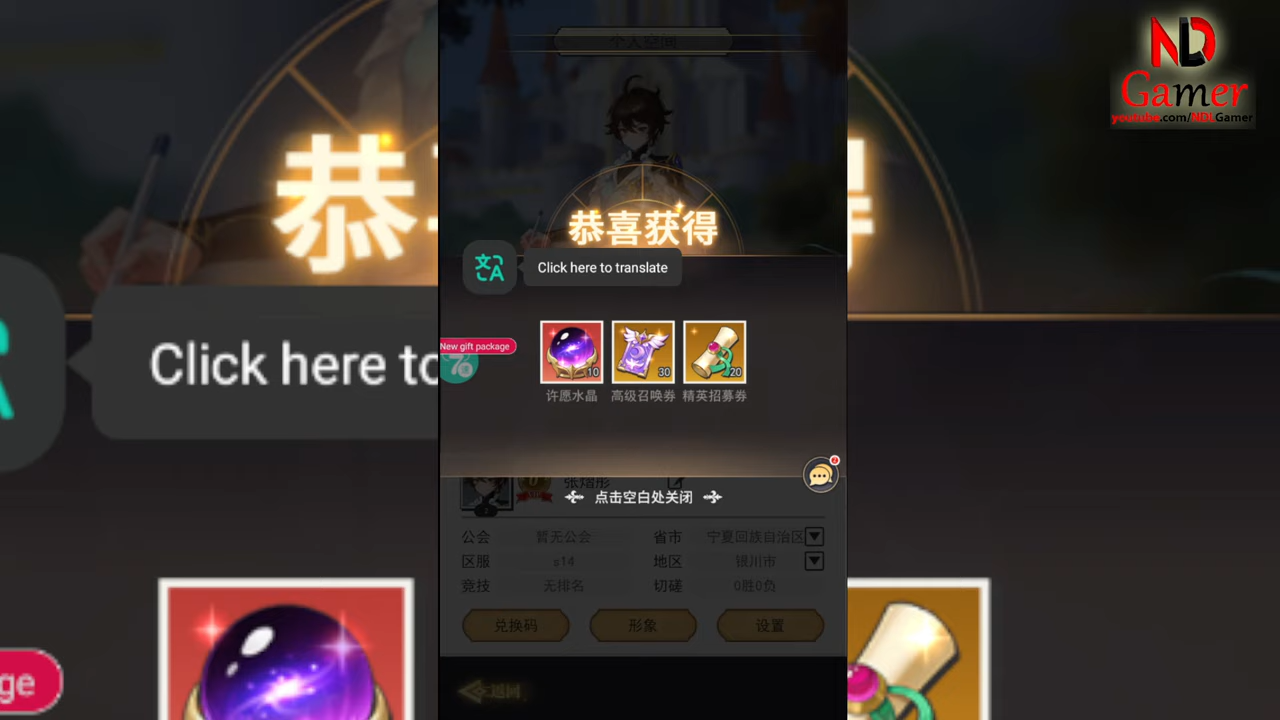 个人空间
NDL
Gamer
youtube.com/NDLGamer
恭
得
恭喜获得
Click here to translate
Click here to
New gift package
10
30
20
许愿水晶
高级召唤券
精英招募券
2
点击空白处关闭
公会
暂无公会
省市
宁夏回族自治区
区服
s14
地区
银川市
竞技
无排名
切磋
0胜0负
兑换码
形象
设置
ge
返回